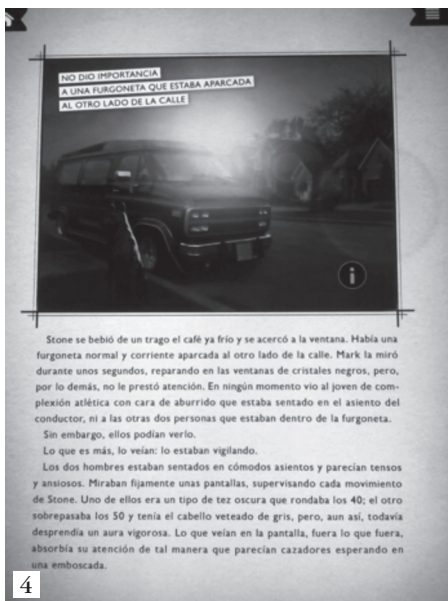 NO DIO IMPORTANCIA
A UNA FURGONETA QUE ESTABA APARCADA
AL OTRO LADO DE LA CALLE
i
Stone se bebió de un trago el café ya frío y se acercó a la ventana. Había una
furgoneta normal y corriente aparcada al otro lado de la calle. Mark la miró
durante unos segundos, reparando en las ventanas de cristales negros, pero,
por lo demás, no le prestó atención. En ningún momento vio al joven de com-
plexión atlética con cara de aburrido que estaba sentado en el asiento del
conductor, ni a las otras dos personas que estaban dentro de la furgoneta.
Sin embargo, ellos podían verlo.
Lo que es más, lo veían: lo estaban vigilando.
Los dos hombres estaban sentados en cómodos asientos y parecían tensos
y ansiosos. Miraban fijamente unas pantallas, supervisando cada movimiento
de Stone. Uno de ellos era un tipo de tez oscura que rondaba los 40; el otro
sobrepasaba los 50 y tenía el cabello veteado de gris, pero, aun así, todavía
desprendía un aura vigorosa. Lo que veían en la pantalla, fuera lo que fuera,
absorbía su atención de tal manera que parecían cazadores esperando en
una emboscada.
4